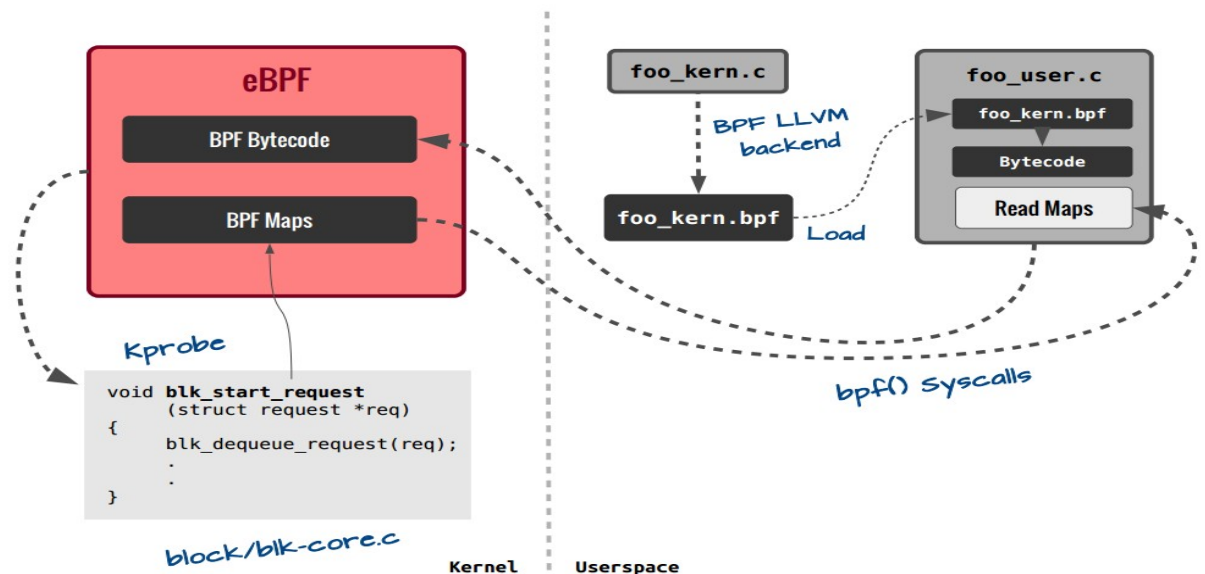 eBPF
BPF Bytecode
BPF Maps
Kprobe
void blk_start_request
(struct request *req)
{
blk_dequeue_request(req);
.
.
}
block/blk-core.c
Kernel
foo_kern.c
BPF LLVM
backend
foo_kern.bpf
Load
foo_user.c
foo_kern.bpf
Bytecode
Read Maps
bpf() Syscalls
Userspace